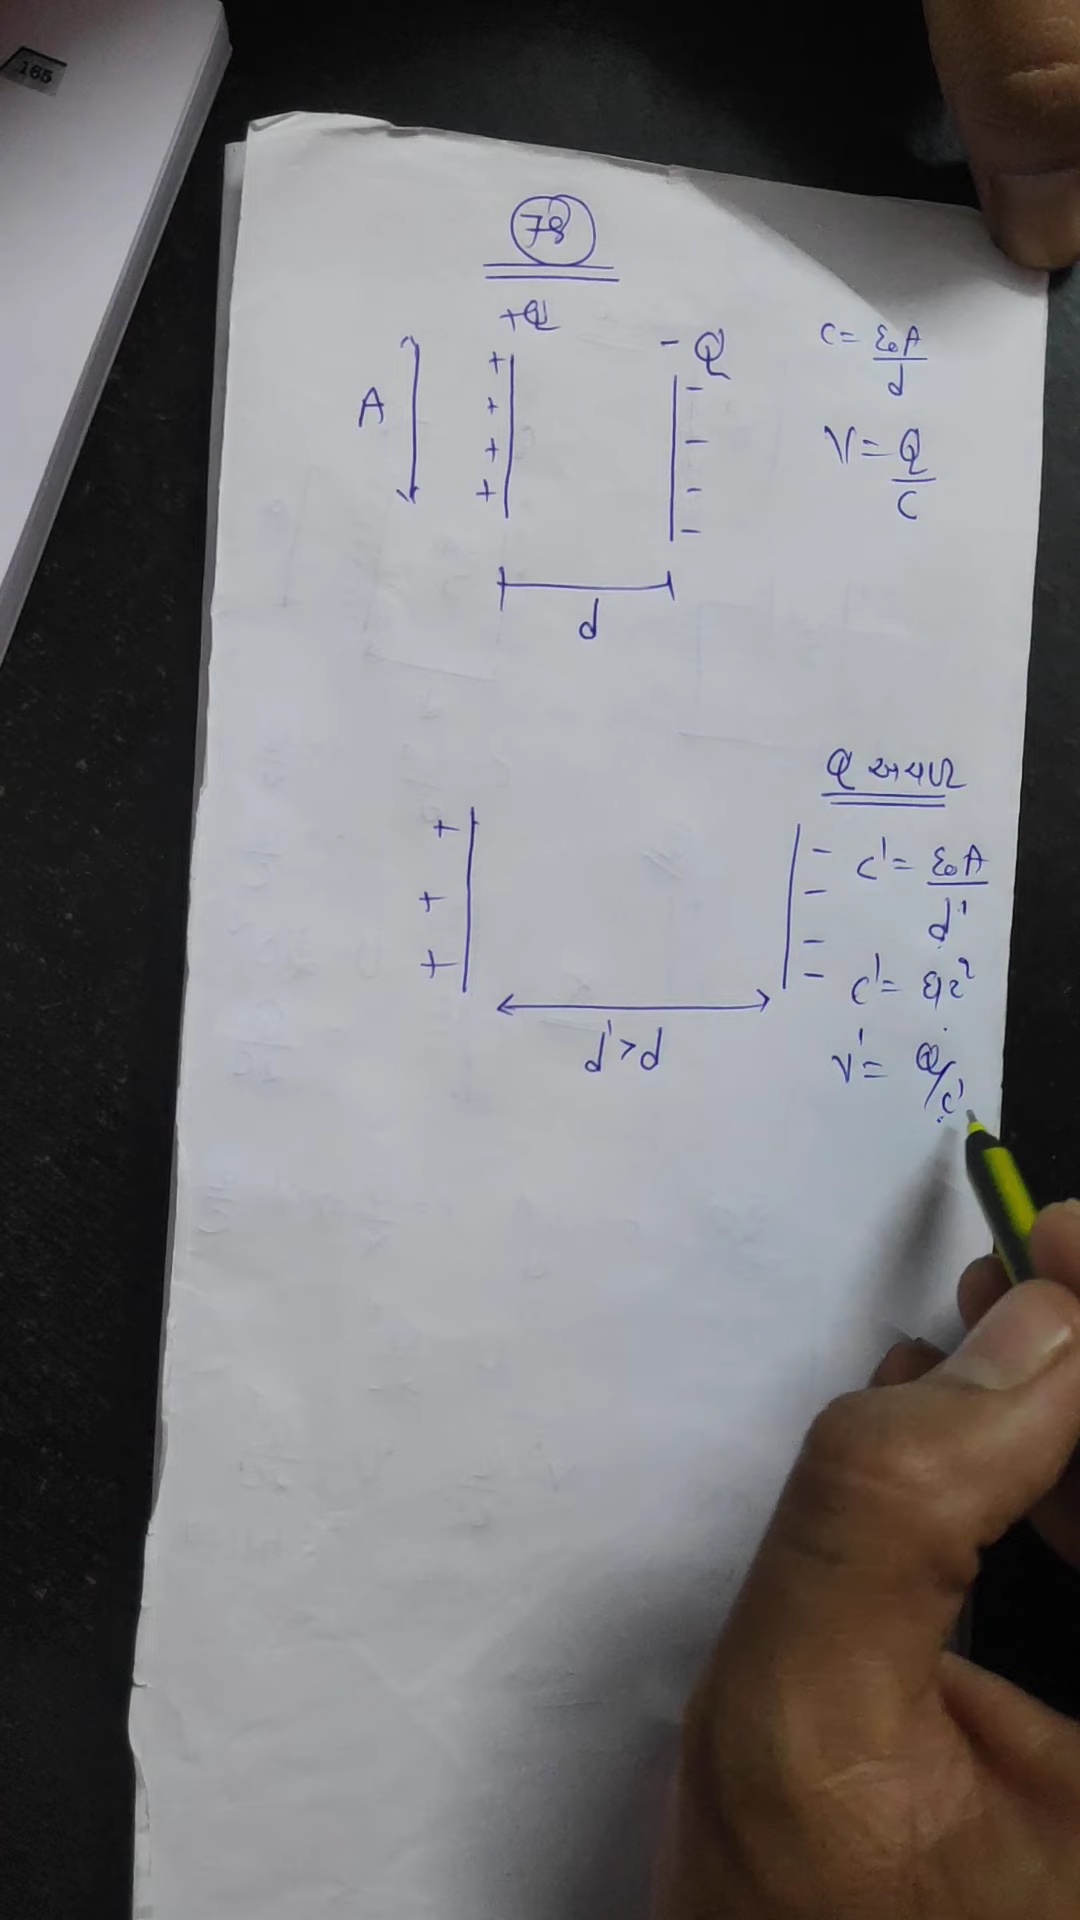 165
78
+Q
- Q
A
+
+
+
+
-
-
-
-
d
C = ε₀A/d
V = Q/C
Q અચળ
+
+
+
-
-
-
-
d' > d
C' = ε₀A/d'
C' = ઘટે
V' = Q/C'